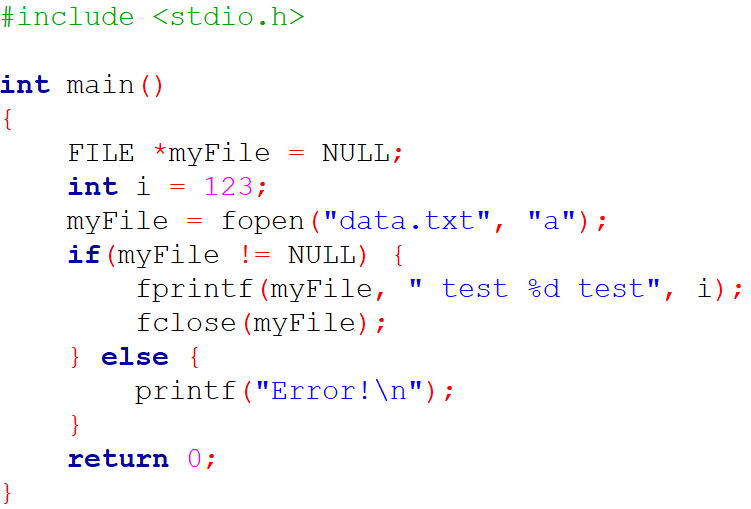 #include <stdio.h>

int main()
{
    FILE *myFile = NULL;
    int i = 123;
    myFile = fopen("data.txt", "a");
    if(myFile != NULL) {
        fprintf(myFile, " test %d test", i);
        fclose(myFile);
    } else {
        printf("Error!\n");
    }
    return 0;
}